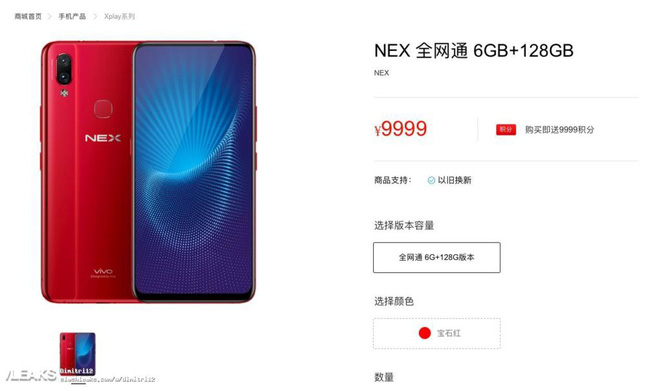 商城首页 > 手机产品 > Xplay系列
NEX 全网通 6GB+128GB
NEX
¥9999
积分 购买即送9999积分
商品支持: 以旧换新
选择版本容量
全网通 6G+128G版本
选择颜色
宝石红
数量
NEX
vivo
/LEAKS
Dimitri12